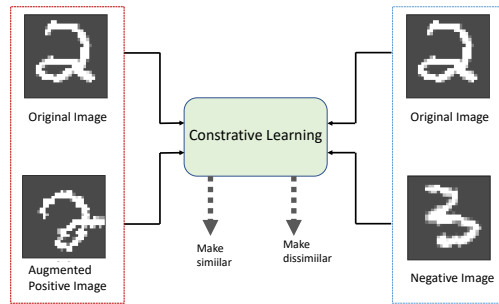 Original Image
Augmented
Positive Image
Constrative Learning
Make
simiilar
Make
dissimiilar
Original Image
Negative Image